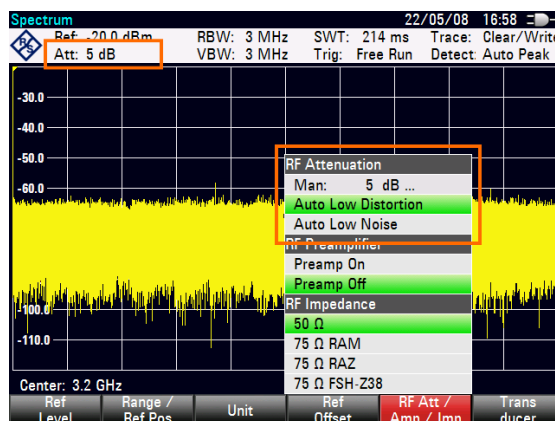 Spectrum 22/05/08 16:58
Ref: -20.0 dBm RBW: 3 MHz SWT: 214 ms Trace: Clear/Write
Att: 5 dB VBW: 3 MHz Trig: Free Run Detect: Auto Peak
-30.0
-40.0
-50.0
RF Attenuation
-60.0
Man: 5 dB ...
Auto Low Distortion
Auto Low Noise
RF Preamplifier
Preamp On
Preamp Off
RF Impedance
-100.0
50 Ω
-110.0
75 Ω RAM
75 Ω RAZ
Center: 3.2 GHz
75 Ω FSH-Z38
Ref Level
Range / Ref Pos
Unit
Ref Offset
RF Att / Amp / Imp
Trans ducer